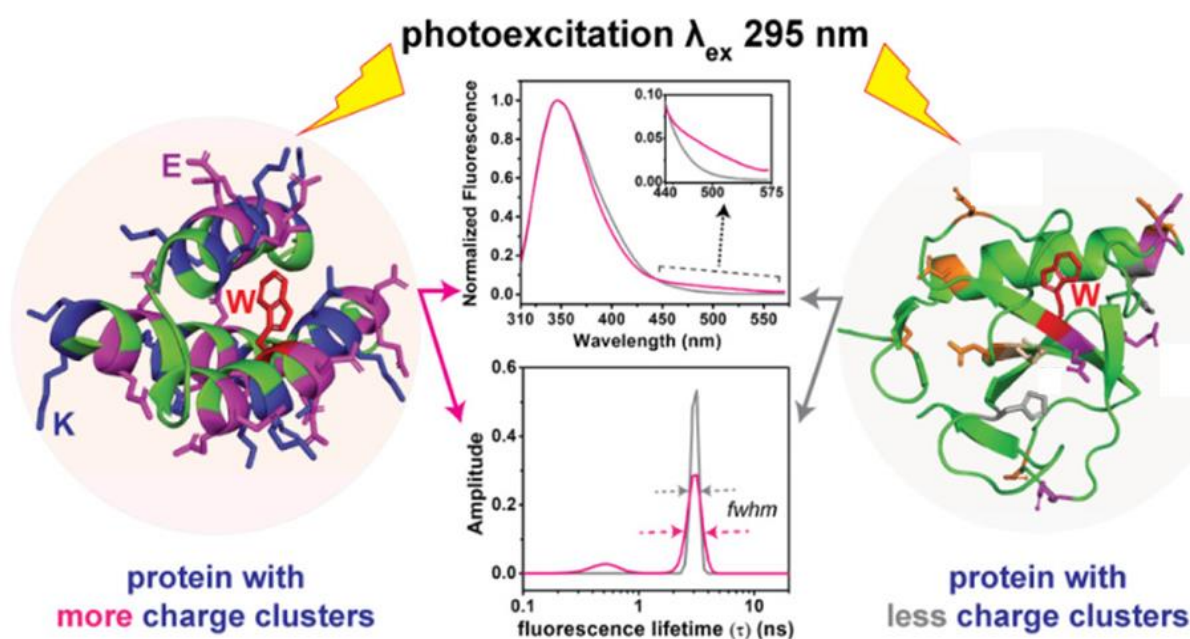 photoexcitation λex 295 nm
E
W
K
Normalized Fluorescence
1.0
0.8
0.6
0.4
0.2
0.0
0.10
0.05
0.00
440 500 575
310 350 400 450 500 550
Wavelength (nm)
W
Amplitude
0.6
0.4
0.2
0.0
fwhm
0.1 1 10
fluorescence lifetime (τ) (ns)
protein with
more charge clusters
protein with
less charge clusters